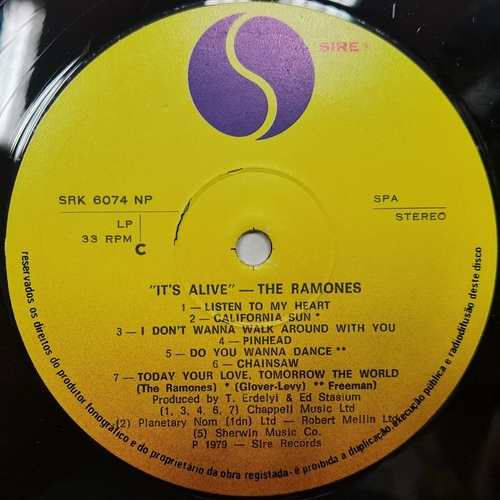 SIRE
SRK 6074 NP
SPA
LP
STEREO
33 RPM
C
"IT'S ALIVE" — THE RAMONES
1 — LISTEN TO MY HEART
2 — CALIFORNIA SUN *
3 — I DON'T WANNA WALK AROUND WITH YOU
4 — PINHEAD
5 — DO YOU WANNA DANCE **
6 — CHAINSAW
7 — TODAY YOUR LOVE, TOMORROW THE WORLD
(The Ramones) * (Glover-Levy) ** Freeman)
Produced by T. Erdelyi & Ed Stasium
(1, 3, 4, 6, 7) Chappell Music Ltd
(2) Planetary Nom (1dn) Ltd — Robert Mellin Ltd
(5) Sherwin Music Co.
P 1979 — Sire Records
reservados os direitos do produtor fonográfico e do proprietário da obra registada - é proibida a duplicação, execução pública e radiodifusão deste disco